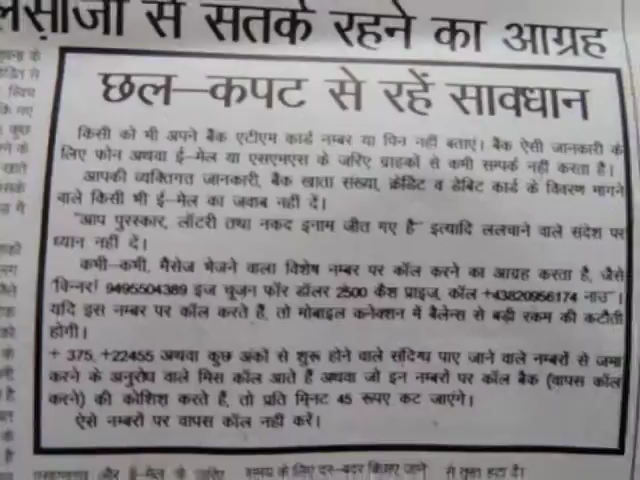 से सतर्क रहने का आग्रह
छल-कपट से रहें सावधान
किसी को भी अपने बैंक एटीएम कार्ड नम्बर या पिन नहीं बताएं। बैंक ऐसी जानकारी के
लिए फोन अथवा ई-मेल या एसएमएस के जरिए ग्राहकों से कभी सम्पर्क नहीं करता है।
आपकी व्यक्तिगत जानकारी, बैंक खाता संख्या, क्रेडिट व डेबिट कार्ड के विवरण मांगने
वाले किसी भी ई-मेल का जवाब नहीं दें।
"आप पुरस्कार, लॉटरी तथा नकद इनाम जीत गए है" इत्यादि ललचाने वाले संदेश पर
ध्यान नहीं दें।
कभी-कभी, मैसेज भेजने वाला विशेष नम्बर पर कॉल करने का आग्रह करता है, जैसे
'विनर! 9495504389 इज चूजन फॉर डॉलर 2500 कैश प्राइज, कॉल +43820956174 नाउ'।
यदि इस नम्बर पर कॉल करते हैं, तो मोबाइल कनेक्शन में बैलेन्स से बड़ी रकम की कटौती
होगी।
+ 375, +22455 अथवा कुछ अंकों से शुरू होने वाले संदिग्ध पाए जाने वाले नम्बरों से जमा
करने के अनुरोध वाले मिस कॉल आते हैं अथवा जो इन नम्बरों पर कॉल बैक (वापस कॉल
करने) की कोशिश करते हैं, तो प्रति मिनट 45 रूपए कट जाएंगे।
ऐसे नम्बरों पर वापस कॉल नहीं करें।